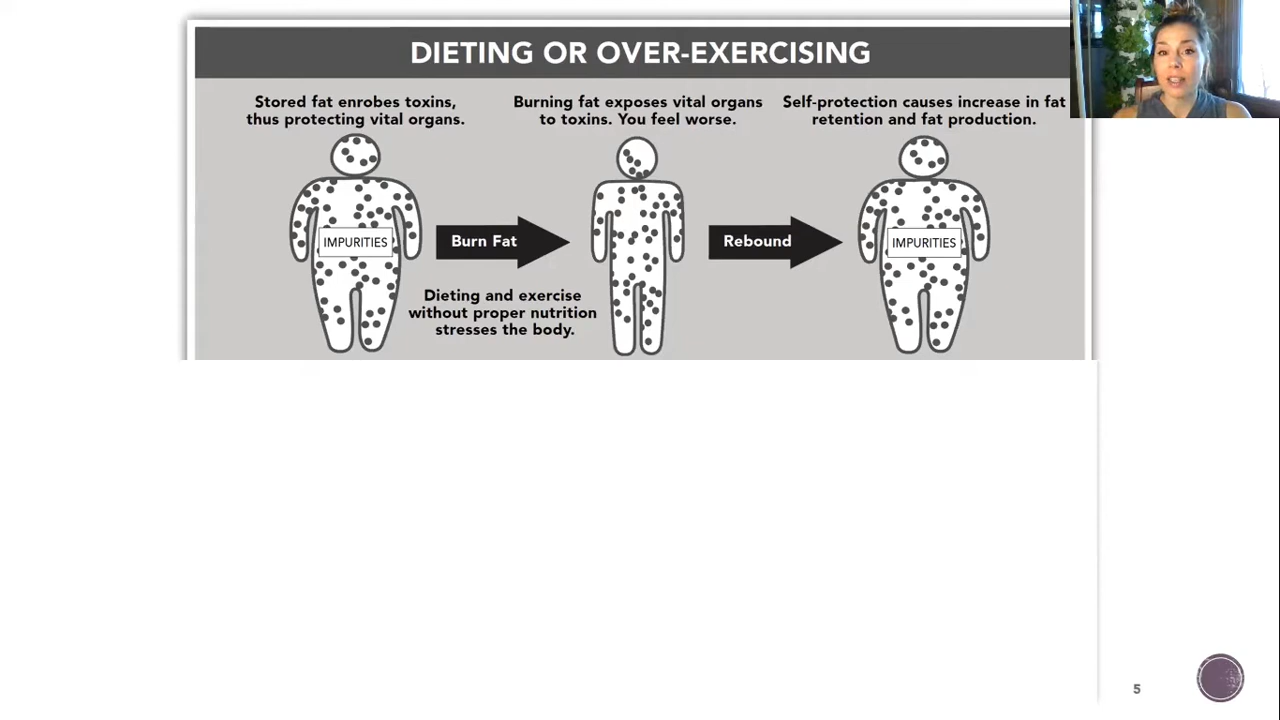 DIETING OR OVER-EXERCISING
Stored fat enrobes toxins,
thus protecting vital organs.
Burning fat exposes vital organs
to toxins. You feel worse.
Self-protection causes increase in fat
retention and fat production.
IMPURITIES
Burn Fat
Dieting and exercise
without proper nutrition
stresses the body.
Rebound
IMPURITIES
5